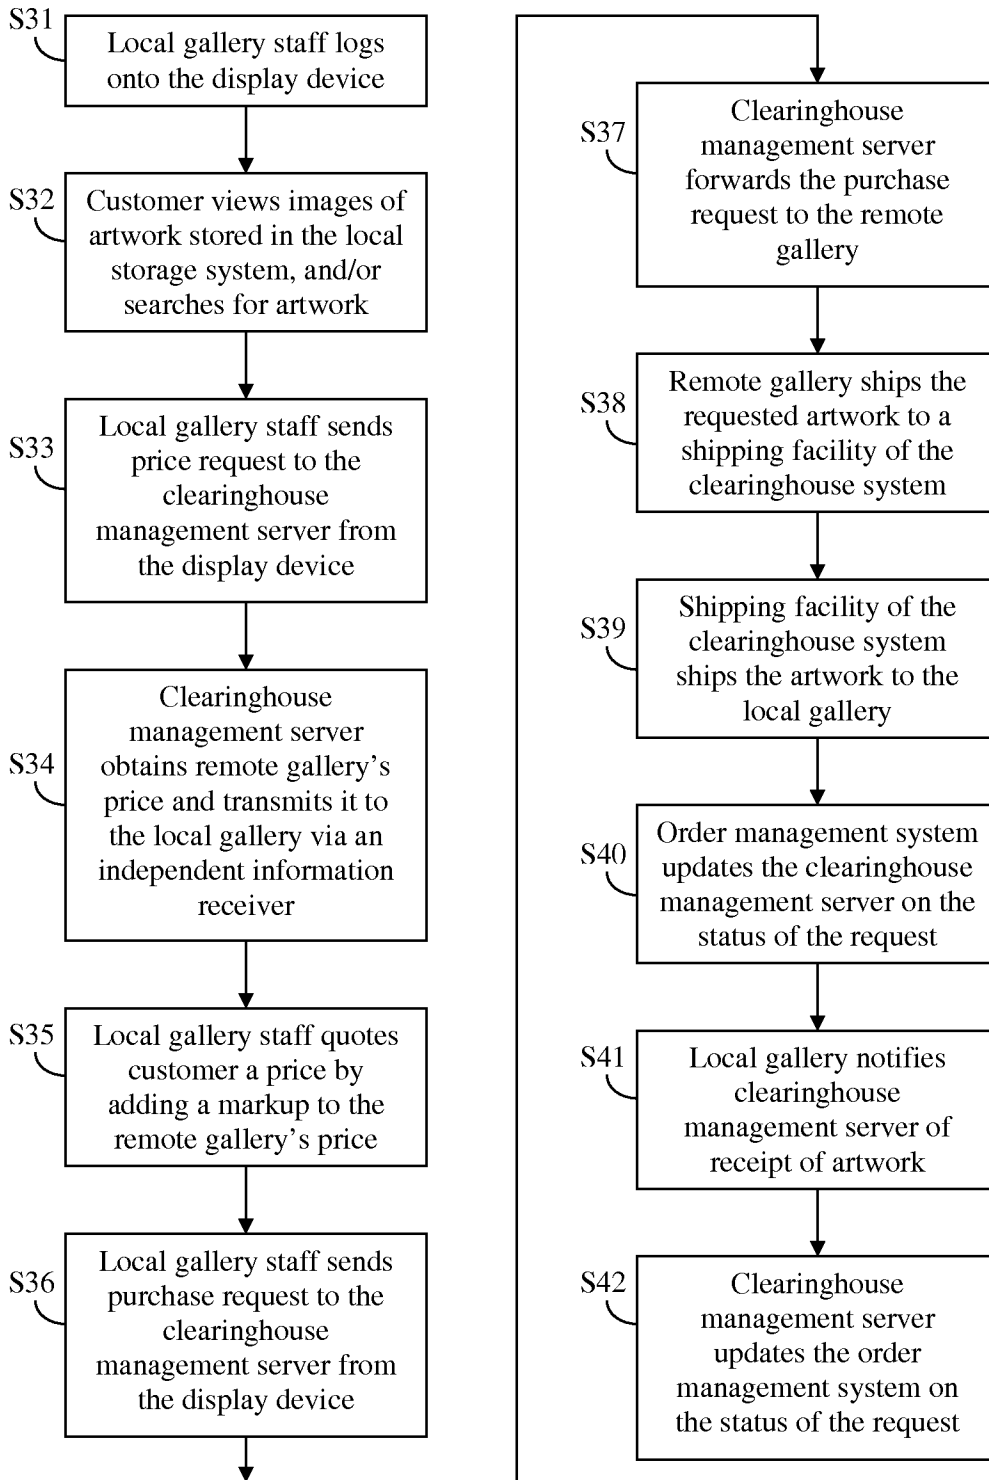 S31
Local gallery staff logs
onto the display device
S32
Customer views images of
artwork stored in the local
storage system, and/or
searches for artwork
S33
Local gallery staff sends
price request to the
clearinghouse
management server from
the display device
S34
Clearinghouse
management server
obtains remote gallery's
price and transmits it to
the local gallery via an
independent information
receiver
S35
Local gallery staff quotes
customer a price by
adding a markup to the
remote gallery's price
S36
Local gallery staff sends
purchase request to the
clearinghouse
management server from
the display device
S37
Clearinghouse
management server
forwards the purchase
request to the remote
gallery
S38
Remote gallery ships the
requested artwork to a
shipping facility of the
clearinghouse system
S39
Shipping facility of the
clearinghouse system
ships the artwork to the
local gallery
S40
Order management system
updates the clearinghouse
management server on the
status of the request
S41
Local gallery notifies
clearinghouse
management server of
receipt of artwork
S42
Clearinghouse
management server
updates the order
management system on
the status of the request